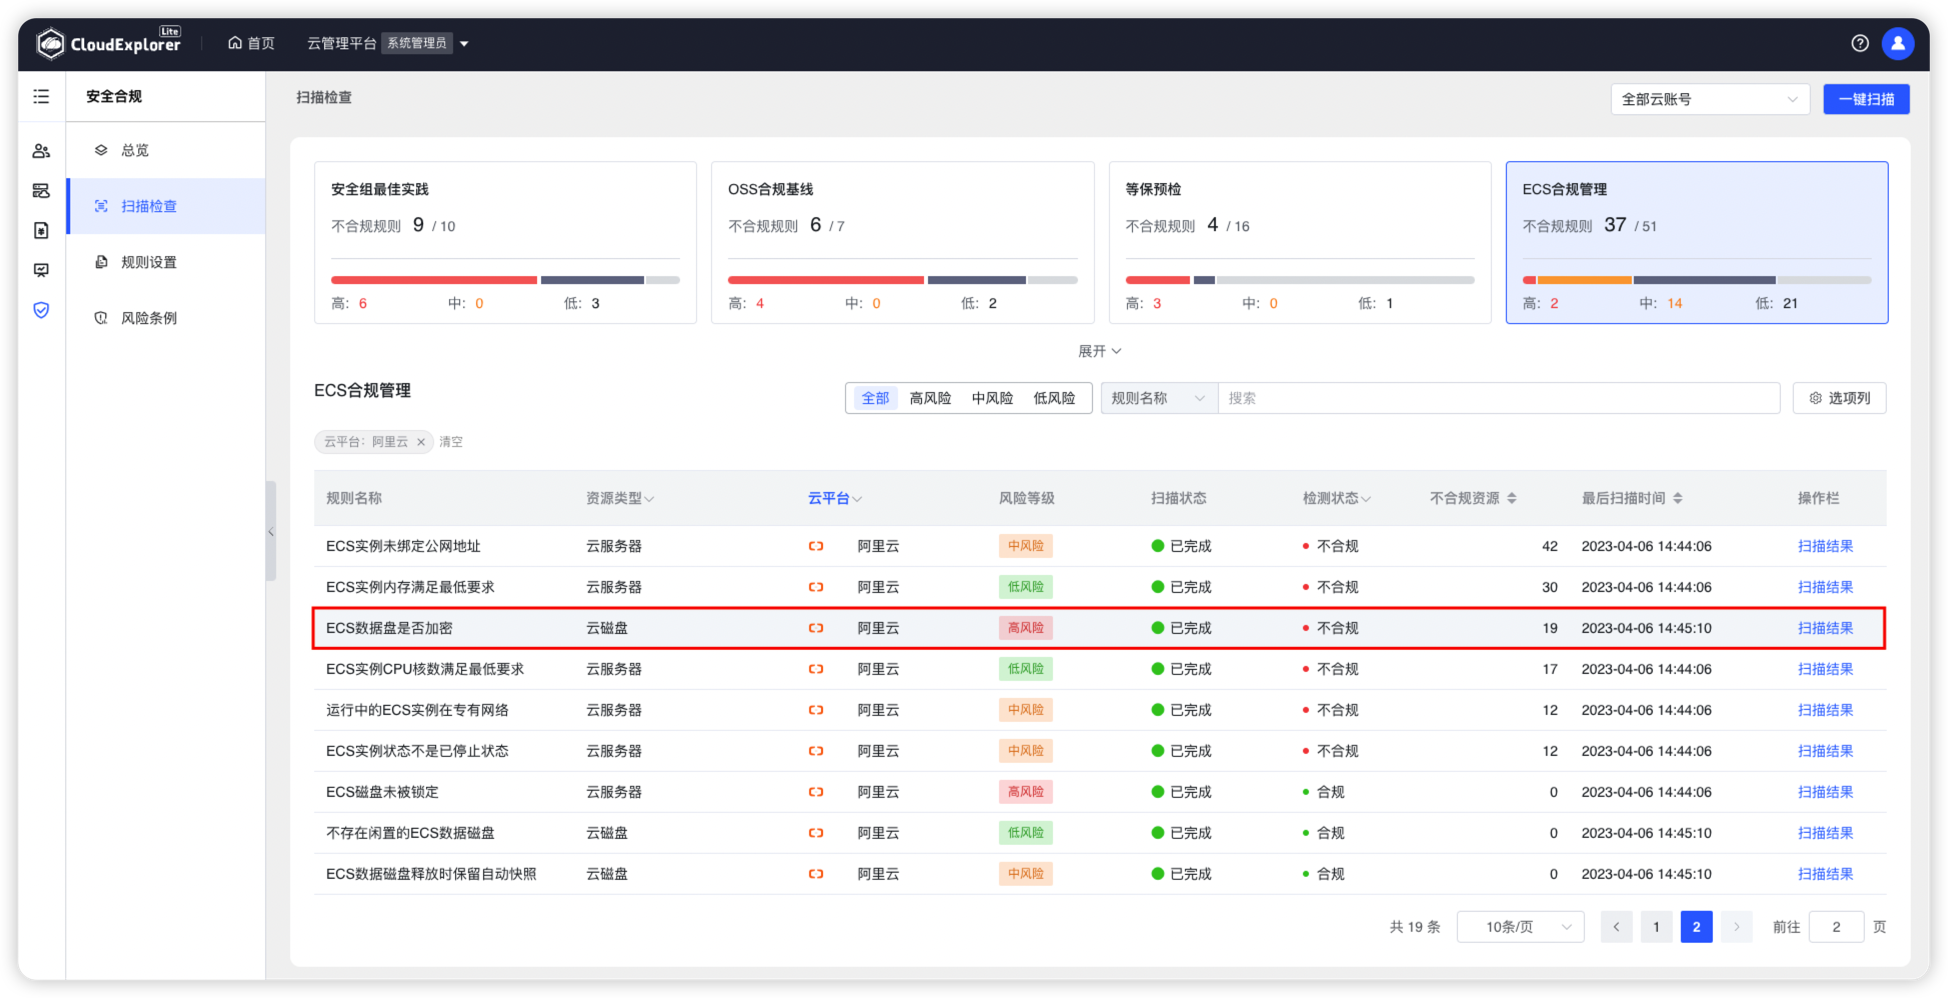 CloudExplorer Lite
首页
云管理平台 系统管理员
安全合规
总览
扫描检查
规则设置
风险条例
扫描检查
全部云账号
一键扫描
安全组最佳实践
不合规规则 9 / 10
高: 6 中: 0 低: 3
OSS合规基线
不合规规则 6 / 7
高: 4 中: 0 低: 2
等保预检
不合规规则 4 / 16
高: 3 中: 0 低: 1
ECS合规管理
不合规规则 37 / 51
高: 2 中: 14 低: 21
展开
ECS合规管理
全部 高风险 中风险 低风险
规则名称 搜索
选项列
云平台: 阿里云 × 清空
规则名称 资源类型 云平台 风险等级 扫描状态 检测状态 不合规资源 最后扫描时间 操作栏
ECS实例未绑定公网地址 云服务器 阿里云 中风险 已完成 不合规 42 2023-04-06 14:44:06 扫描结果
ECS实例内存满足最低要求 云服务器 阿里云 低风险 已完成 不合规 30 2023-04-06 14:44:06 扫描结果
ECS数据盘是否加密 云磁盘 阿里云 高风险 已完成 不合规 19 2023-04-06 14:45:10 扫描结果
ECS实例CPU核数满足最低要求 云服务器 阿里云 低风险 已完成 不合规 17 2023-04-06 14:44:06 扫描结果
运行中的ECS实例在专有网络 云服务器 阿里云 中风险 已完成 不合规 12 2023-04-06 14:44:06 扫描结果
ECS实例状态不是已停止状态 云服务器 阿里云 中风险 已完成 不合规 12 2023-04-06 14:44:06 扫描结果
ECS磁盘未被锁定 云服务器 阿里云 高风险 已完成 合规 0 2023-04-06 14:44:06 扫描结果
不存在闲置的ECS数据磁盘 云磁盘 阿里云 低风险 已完成 合规 0 2023-04-06 14:45:10 扫描结果
ECS数据磁盘释放时保留自动快照 云磁盘 阿里云 中风险 已完成 合规 0 2023-04-06 14:45:10 扫描结果
共 19 条 10条/页 1 2 前往 2 页